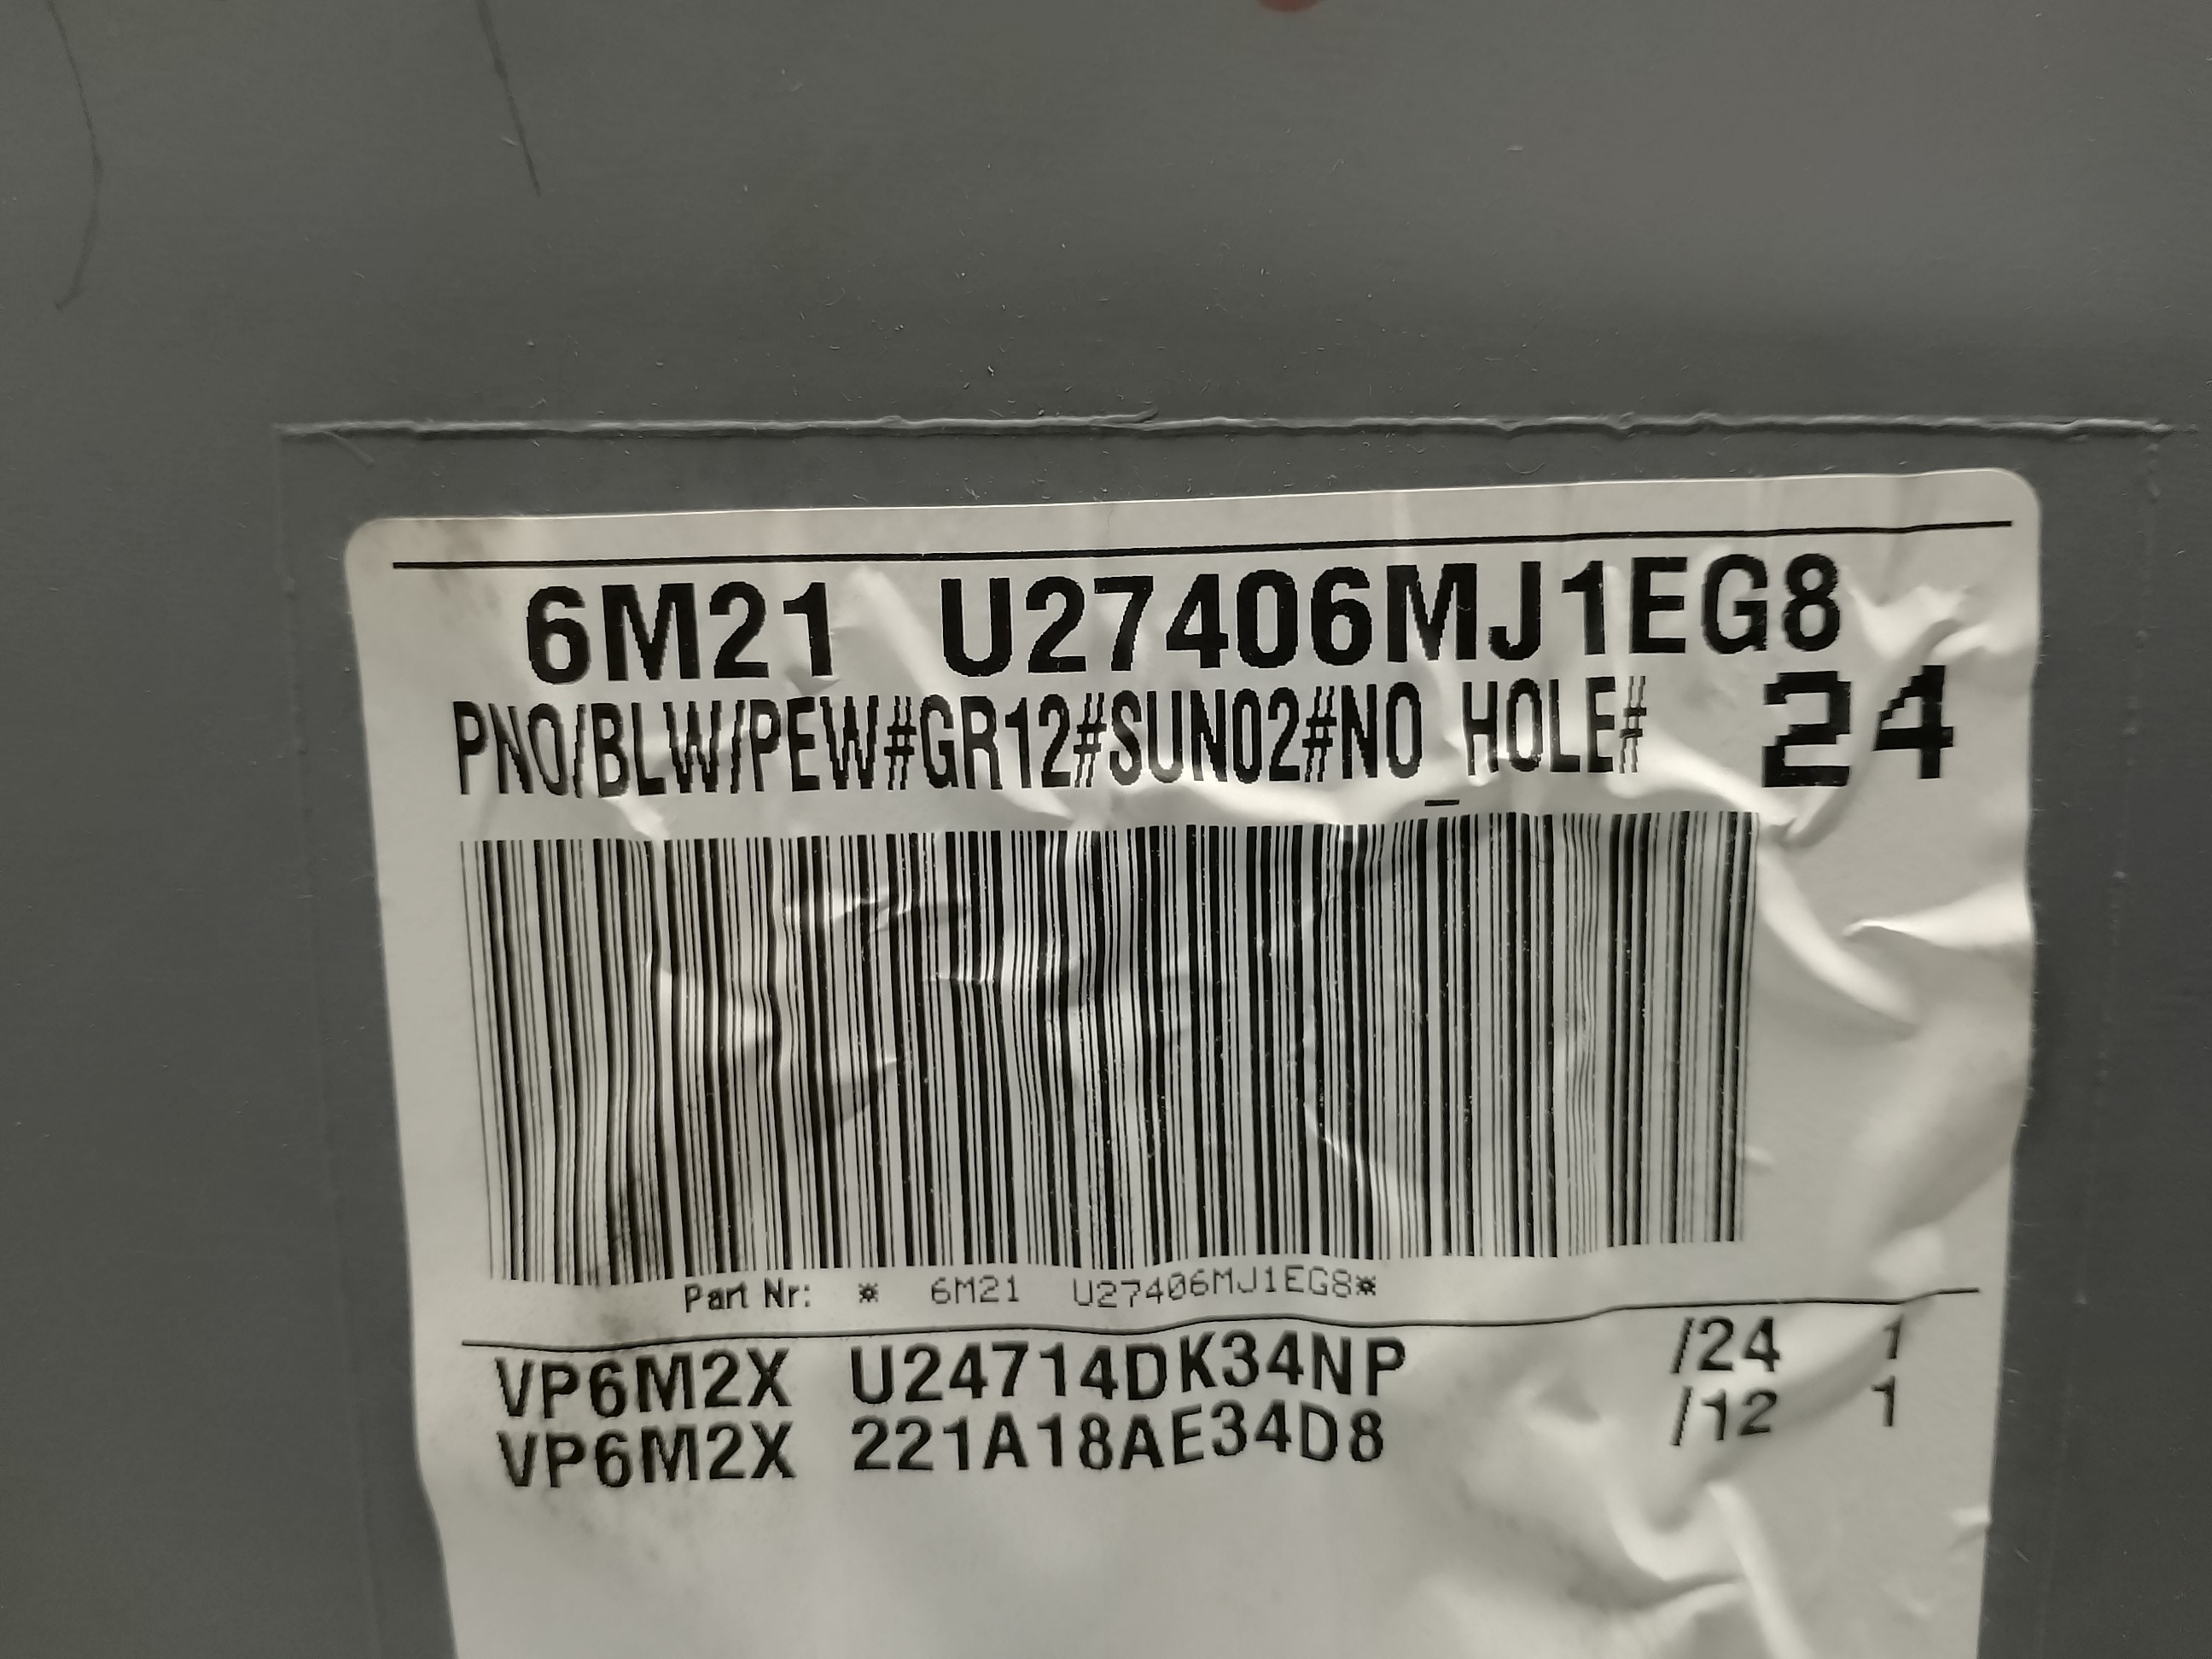 6M21 U27406MJ1EG8
PNO/BLW/PEW#GR12#SUN02#NO_HOLE# 24
Part Nr: * 6M21 U27406MJ1EG8*
VP6M2X U24714DK34NP /24 1
VP6M2X 221A18AE34D8 /12 1